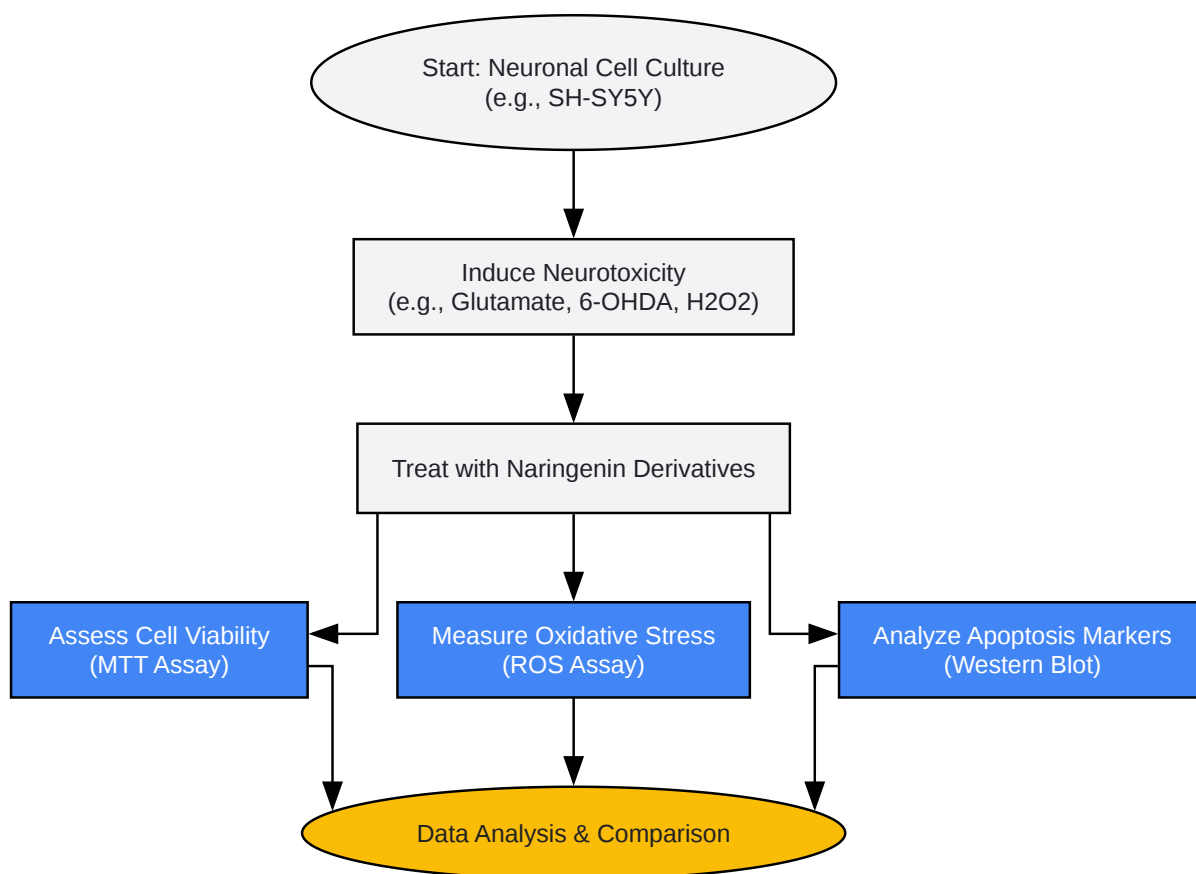 Start: Neuronal Cell Culture
(e.g., SH-SY5Y)
Induce Neurotoxicity
(e.g., Glutamate, 6-OHDA, H2O2)
Treat with Naringenin Derivatives
Assess Cell Viability
(MTT Assay)
Measure Oxidative Stress
(ROS Assay)
Analyze Apoptosis Markers
(Western Blot)
Data Analysis & Comparison